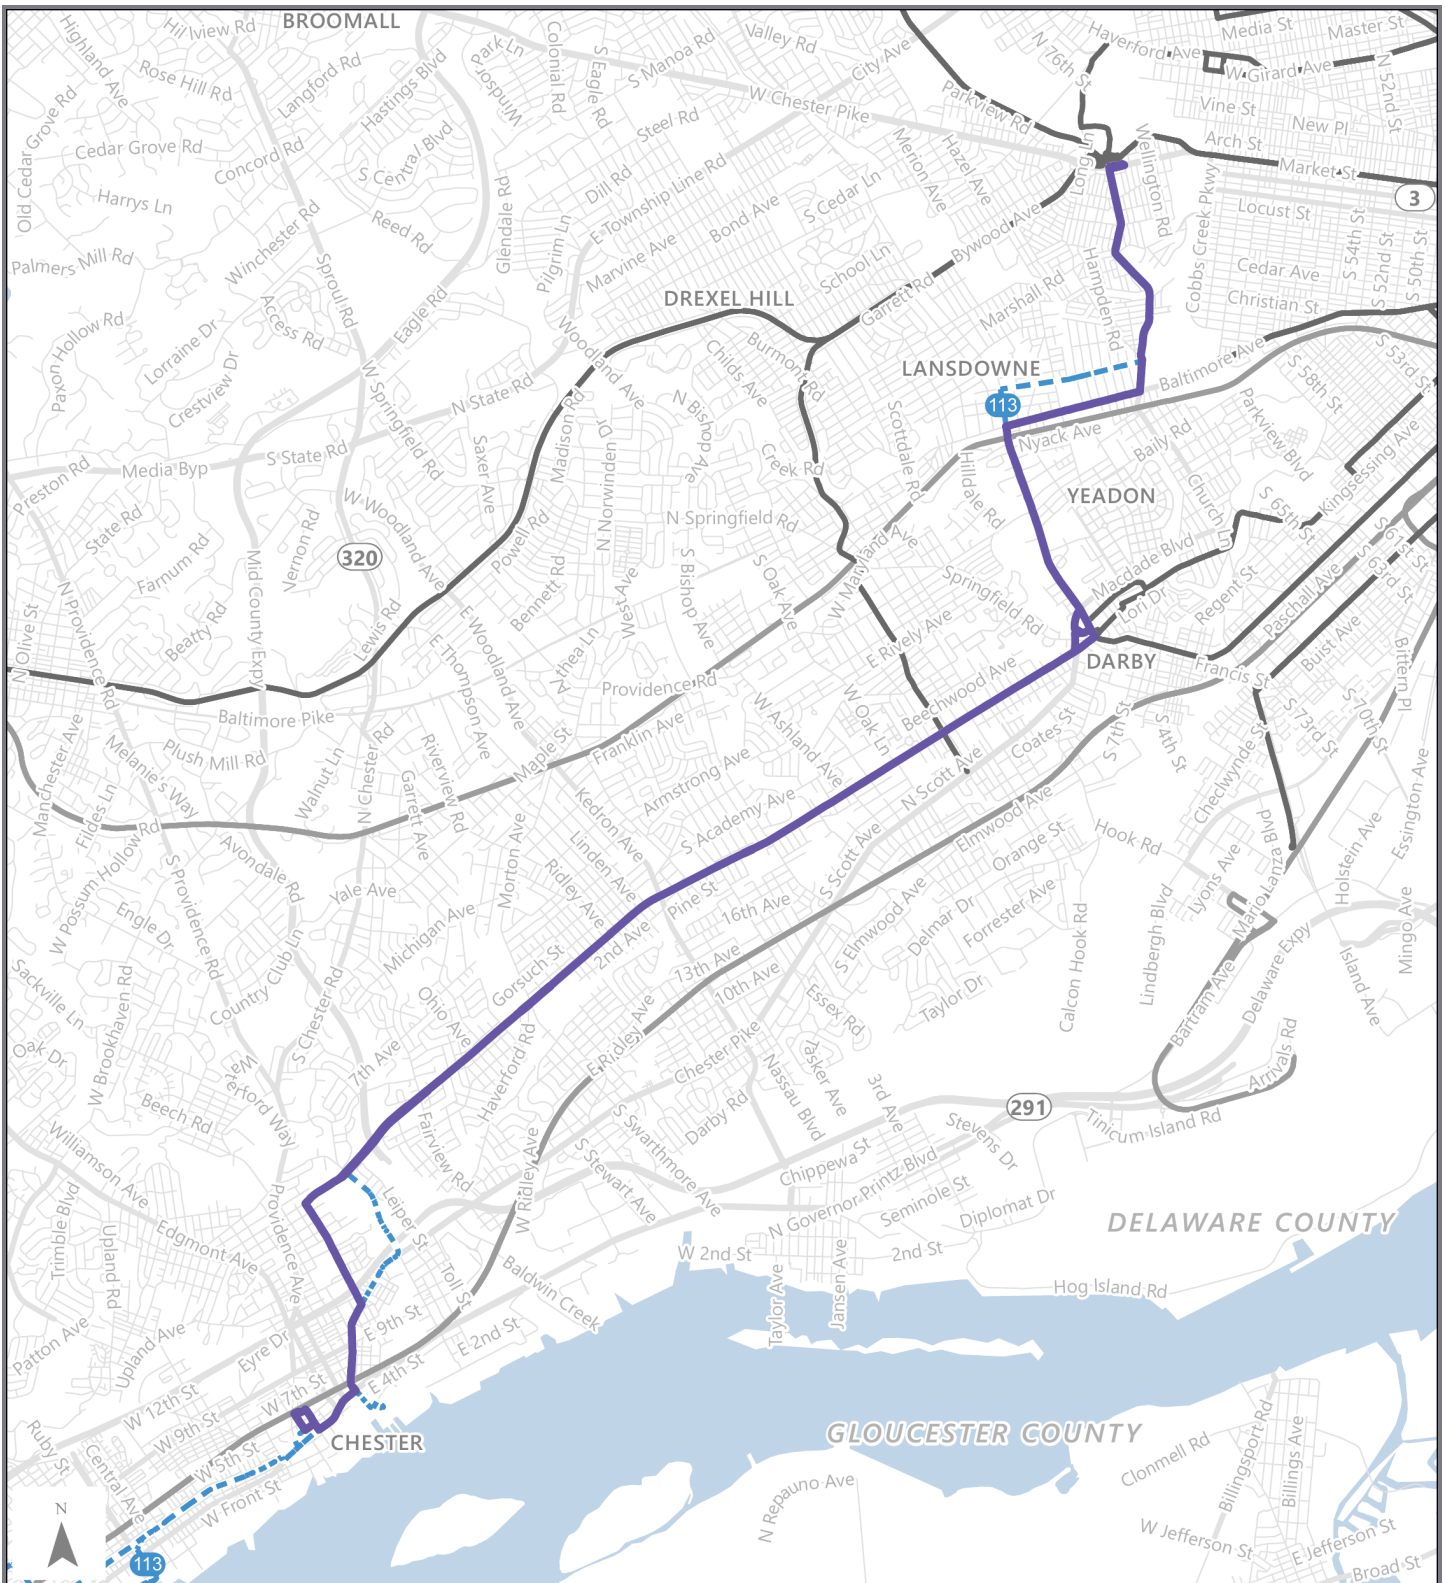 BROOMALL
Hillview Rd
Highland Ave
Rose Hill Rd
Langford Rd
Hastings Blvd
Park Ln
Windsor
Colonial Rd
S Eagle Rd
S Manoa Rd
Valley Rd
City Ave
W Chester Pike
Parkview Rd
N 76th St
Haverford Ave
Media St
Master St
W Girard Ave
N 52nd St
Vine St
New Pl
Arch St
Market St
3
Old Cedar Grove Rd
Cedar Grove Rd
Concord Rd
S Central Blvd
Steel Rd
Dill Rd
Merion Ave
Hazel Ave
Long Ln
Wellington Rd
Cobbs Creek Pkwy
Locust St
Harrys Ln
Winchester Rd
Reed Rd
Glendale Rd
Pilgrim Ln
E Township Line Rd
Bond Ave
S Cedar Ln
Marvine Ave
School Ln
Bywood Ave
Palmers Mill Rd
Sproul Rd
Eagle Rd
Access Rd
DREXEL HILL
Garrett Rd
Marshall Rd
Hampden Rd
Cedar Ave
Christian St
S 54th St
S 52nd St
S 50th St
Paxon Hollow Rd
Lorraine Dr
Crestview Dr
W Springfield Rd
N State Rd
Woodland Ave
Childs Ave
Burmont Rd
LANSDOWNE
113
Baltimore Ave
S 58th St
S 53rd St
Nyack Ave
Parkview Blvd
Baily Rd
Kingsessing Ave
Preston Rd
Media Byp
S State Rd
Saxer Ave
Madison Rd
N Norwinden Dr
N Bishop Ave
Creek Rd
Scottdale Rd
Hilldale Rd
YEADON
Church Ln
S 65th St
S 61st St
S 63rd St
State Rd
Farnum Rd
Vernon Rd
320
W Woodland Ave
Powell Rd
N Springfield Rd
W Maryland Ave
Macdade Blvd
Springfield Rd
Lori Dr
Regent St
Paschall Ave
Buist Ave
Bittern Pl
N Olive St
N Providence Rd
Beatty Rd
Mid County Expy
Lewis Rd
Bennett Rd
West Ave
S Bishop Ave
S Oak Ave
E Rively Ave
DARBY
Francis St
E Thompson Ave
E Woodland Ave
Althea Ln
Providence Rd
W Ashland Ave
W Oak Ln
Beechwood Ave
Coates St
S 7th St
S 4th St
S 73rd St
S 70th St
Baltimore Pike
Manchester Ave
Melanie's Way
Plush Mill Rd
Walnut Ln
N Chester Rd
Riverview Rd
Garrett Ave
Maple St
Franklin Ave
Armstrong Ave
N Scott Ave
Elmwood Ave
Orange St
Checlwynde St
Essington Ave
Fildes Ln
W Possum Hollow Rd
Avondale Rd
Yale Ave
Morton Ave
Kedron Ave
Linden Ave
Ridley Ave
S Academy Ave
Pine St
16th Ave
S Scott Ave
Hook Rd
Lyons Ave
Mario Lanza Blvd
Holstein Ave
Mingo Ave
Engle Dr
S Providence Rd
Country Club Ln
Michigan Ave
2nd Ave
13th Ave
10th Ave
S Elmwood Ave
Delmar Dr
Forrester Ave
Calcon Hook Rd
Lindbergh Blvd
Delaware Expy
Island Ave
Sackville Ln
W Brookhaven Rd
S Chester Rd
Ohio Ave
Gorsuch St
Essex Rd
Taylor Dr
Bartram Ave
Oak Dr
Waterford Way
7th Ave
Haverford Rd
E Ridley Ave
Chester Pike
Tasker Ave
Nassau Blvd
3rd Ave
291
Arrivals Rd
Beech Rd
Fairview Rd
Darby Rd
S Swarthmore Ave
Stevens Dr
Tinicum Island Rd
Williamson Ave
Trimble Blvd
Upland Rd
Edgmont Ave
Providence Ave
Leiper St
W Ridley Ave
S Stewart Ave
Chippewa St
N Governor Printz Blvd
Seminole St
Diplomat Dr
DELAWARE COUNTY
W 2nd St
2nd St
Toll St
Baldwin Creek
Taylor Ave
Jansen Ave
Hog Island Rd
Patton Ave
Upland Ave
Eyre Dr
E 9th St
E 2nd St
E 4th St
W 12th St
W 7th St
W 9th St
W 5th St
CHESTER
GLOUCESTER COUNTY
Ruby St
Central Ave
W Front St
N Repauno Ave
Clonmell Rd
Billingsport Rd
Billings Ave
W Jefferson St
E Jefferson St
Broad St
N
113